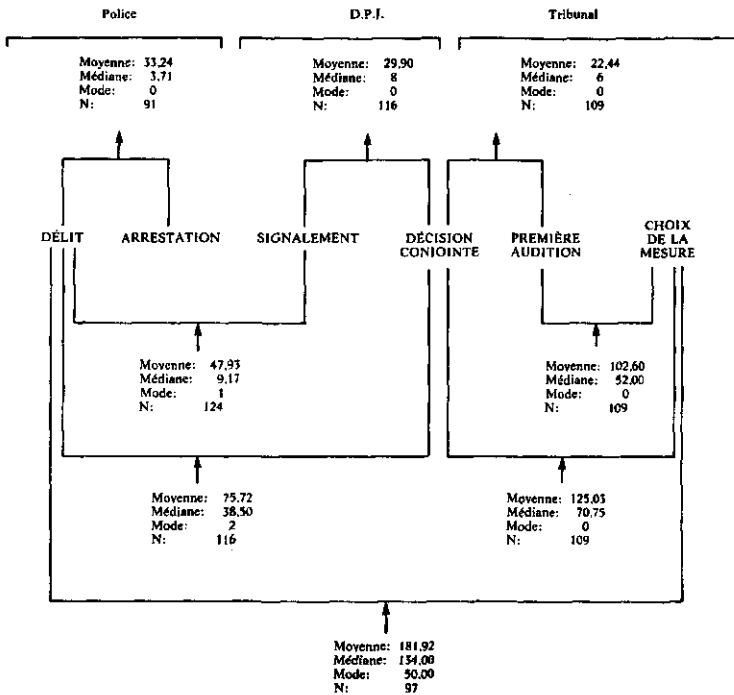 Police D.P.J. Tribunal
Moyenne: 33,24
Médiane: 3,71
Mode: 0
N: 91
Moyenne: 29,90
Médiane: 8
Mode: 0
N: 116
Moyenne: 22,44
Médiane: 6
Mode: 0
N: 109
DÉLIT ARRESTATION SIGNALEMENT DÉCISION CONJOINTE PREMIÈRE AUDITION CHOIX DE LA MESURE
Moyenne: 47,93
Médiane: 9,17
Mode: 1
N: 124
Moyenne: 102,60
Médiane: 52,00
Mode: 0
N: 109
Moyenne: 75,72
Médiane: 38,50
Mode: 2
N: 116
Moyenne: 125,03
Médiane: 70,75
Mode: 0
N: 109
Moyenne: 181,92
Médiane: 134,00
Mode: 50,00
N: 97